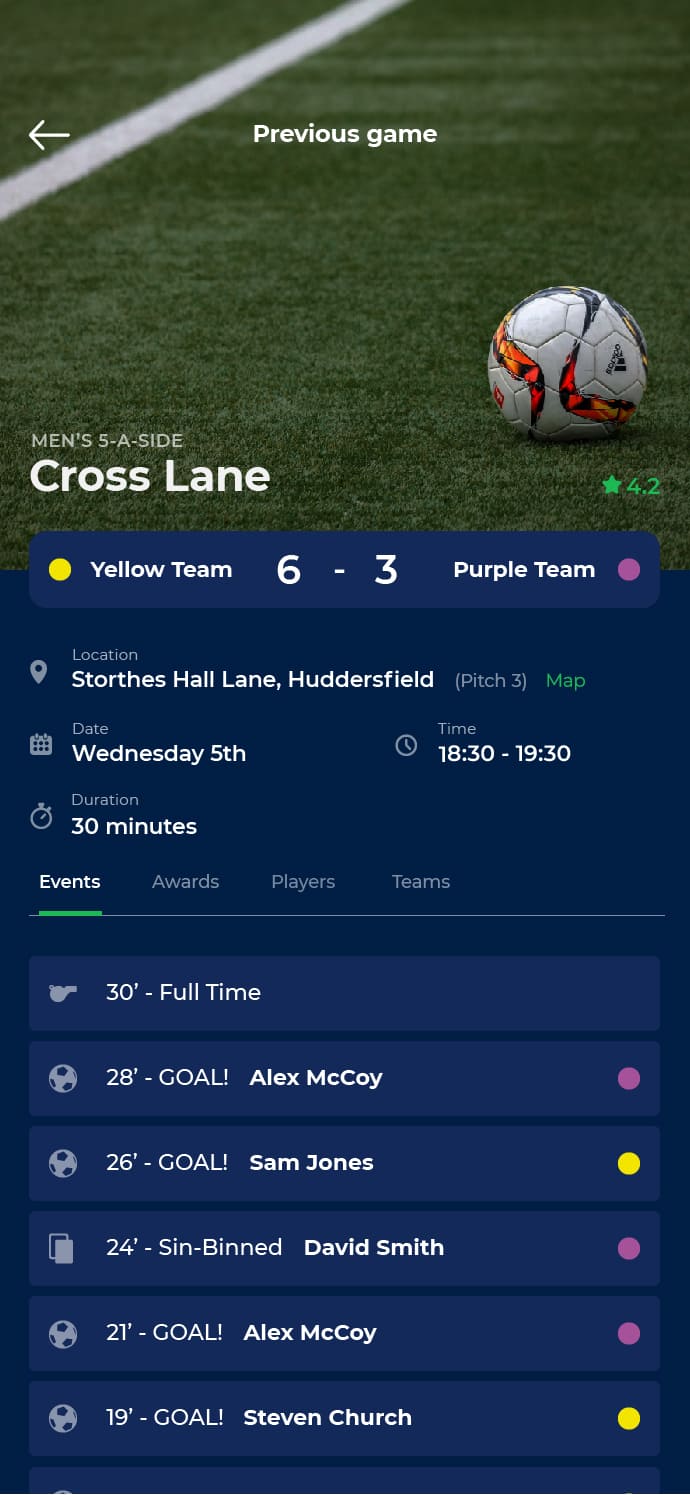 Previous game
MEN'S 5-A-SIDE
Cross Lane
4.2
Yellow Team 6 - 3 Purple Team
Location
Storthes Hall Lane, Huddersfield (Pitch 3) Map
Date Time
Wednesday 5th 18:30 - 19:30
Duration
30 minutes
Events Awards Players Teams
30’ - Full Time
28’ - GOAL! Alex McCoy
26’ - GOAL! Sam Jones
24’ - Sin-Binned David Smith
21’ - GOAL! Alex McCoy
19’ - GOAL! Steven Church